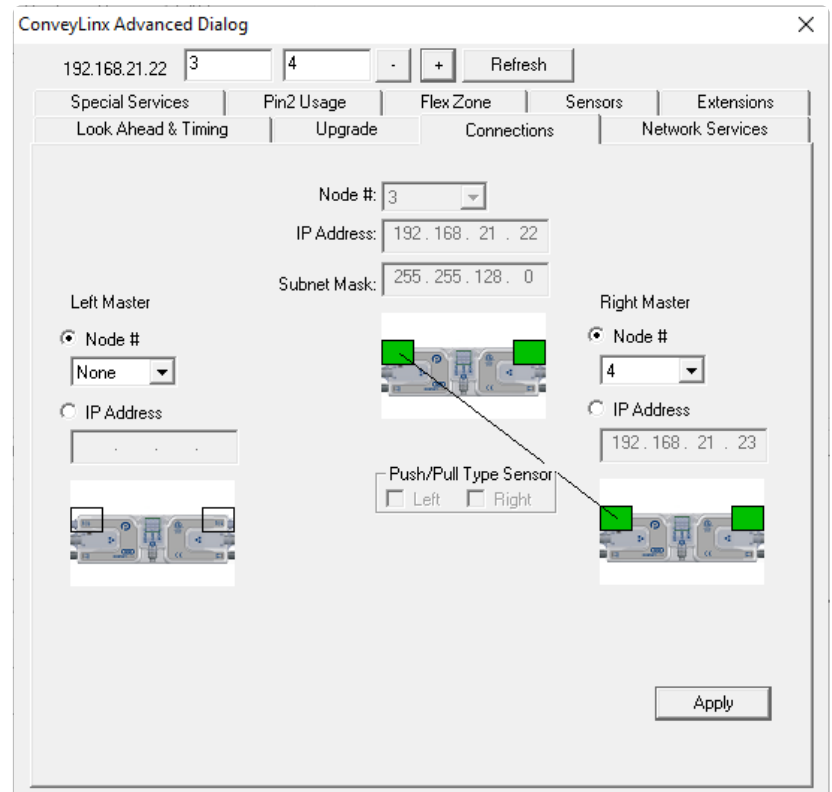 ConveyLinx Advanced Dialog
192.168.21.22 3 4 - + Refresh
Special Services Pin2 Usage Flex Zone Sensors Extensions
Look Ahead & Timing Upgrade Connections Network Services
Node #: 3
IP Address: 192 . 168 . 21 . 22
Subnet Mask: 255 . 255 . 128 . 0
Left Master
Node #
None
IP Address
. . .
Right Master
Node #
4
IP Address
192 . 168 . 21 . 23
Push/Pull Type Sensor
Left Right
Apply